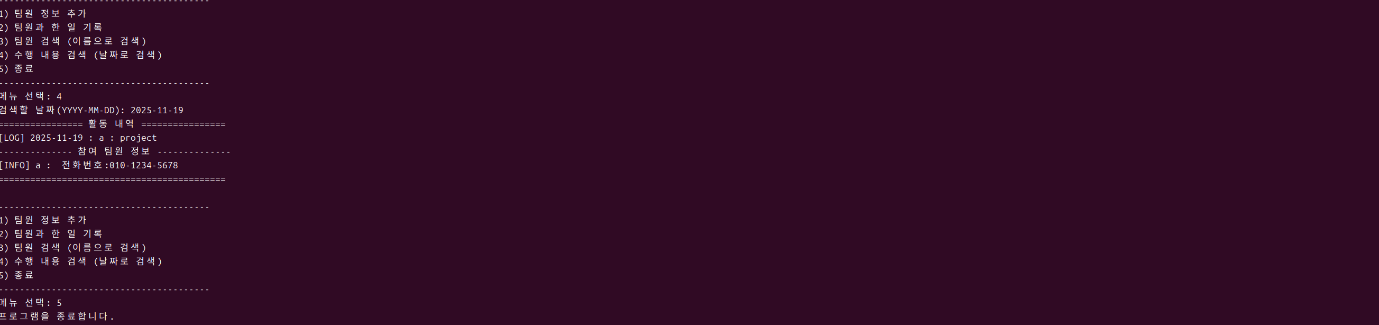 ----------------------------------------
1) 팀원 정보 추가
2) 팀원과 한 일 기록
3) 팀원 검색 (이름으로 검색)
4) 수행 내용 검색 (날짜로 검색)
5) 종료
----------------------------------------
메뉴 선택: 4
검색할 날짜(YYYY-MM-DD): 2025-11-19
================ 활동 내역 ================
[LOG] 2025-11-19 : a : project
-------------- 참여 팀원 정보 --------------
[INFO] a :  전화번호:010-1234-5678
===========================================
----------------------------------------
1) 팀원 정보 추가
2) 팀원과 한 일 기록
3) 팀원 검색 (이름으로 검색)
4) 수행 내용 검색 (날짜로 검색)
5) 종료
----------------------------------------
메뉴 선택: 5
프로그램을 종료합니다.